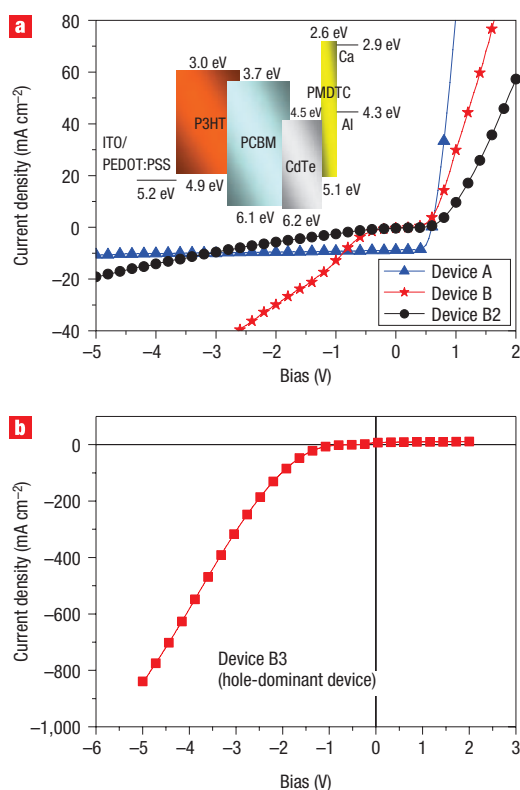 a
80
60
40
20
0
–20
–40
Current density (mA cm⁻²)
–5
–4
–3
–2
–1
0
1
2
Bias (V)
2.6 eV
2.9 eV
3.0 eV
3.7 eV
Ca
P3HT
PMDTC
PCBM
4.5 eV
4.3 eV
Al
ITO/
PEDOT:PSS
CdTe
5.2 eV
4.9 eV
5.1 eV
6.1 eV
6.2 eV
Device A
Device B
Device B2
b
0
–200
–400
–600
–800
–1,000
Current density (mA cm⁻²)
Device B3
(hole-dominant device)
–6
–5
–4
–3
–2
–1
0
1
2
3
Bias (V)